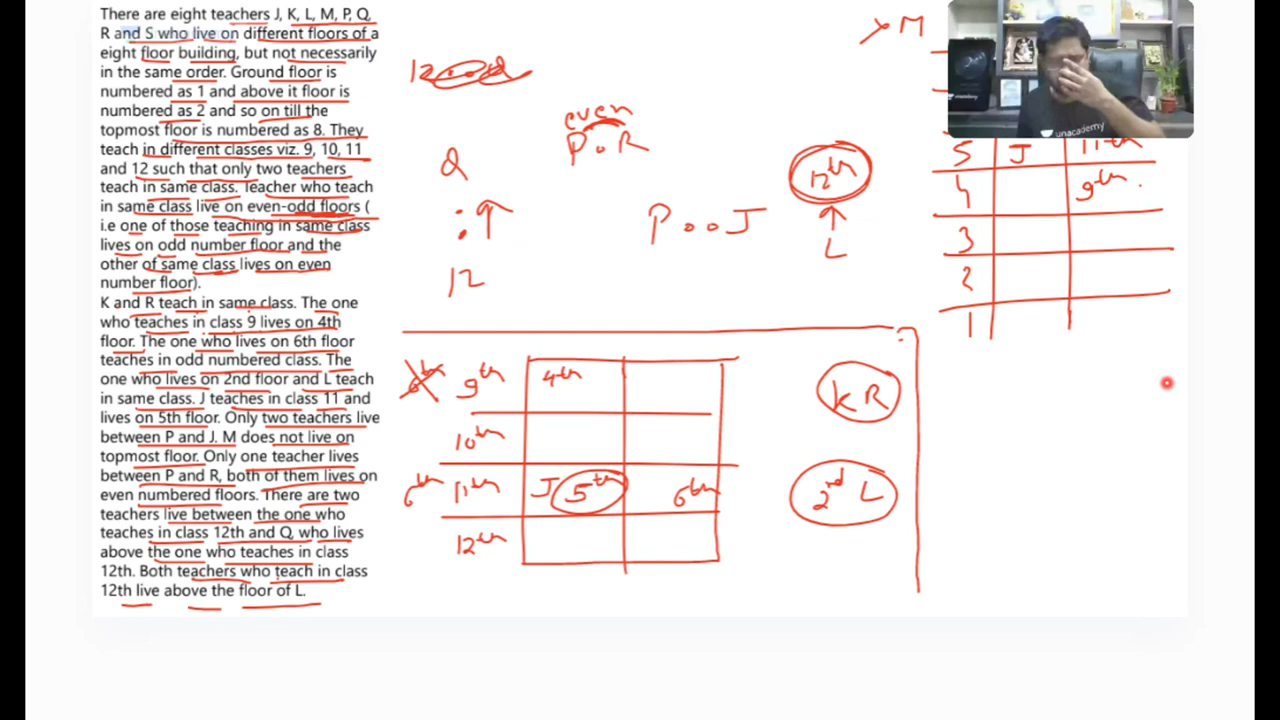 There are eight teachers J, K, L, M, P, Q,
R and S who live on different floors of a
eight floor building, but not necessarily
in the same order. Ground floor is
numbered as 1 and above it floor is
numbered as 2 and so on till the
topmost floor is numbered as 8. They
teach in different classes viz. 9, 10, 11
and 12 such that only two teachers
teach in same class. Teacher who teach
in same class live on even-odd floors (
i.e one of those teaching in same class
lives on odd number floor and the
other of same class lives on even
number floor).
K and R teach in same class. The one
who teaches in class 9 lives on 4th
floor. The one who lives on 6th floor
teaches in odd numbered class. The
one who lives on 2nd floor and L teach
in same class. J teaches in class 11 and
lives on 5th floor. Only two teachers live
between P and J. M does not live on
topmost floor. Only one teacher lives
between P and R, both of them lives on
even numbered floors. There are two
teachers live between the one who
teaches in class 12th and Q, who lives
above the one who teaches in class
12th. Both teachers who teach in class
12th live above the floor of L.
12
even
P o R
Q
:↑
12
P o o J
12th
↑
L
M
unacademy
5 J 11th
4 9th.
3
2
1
9th 4th
10th
6th 11th J 5th 6th
12th
K R
2nd L